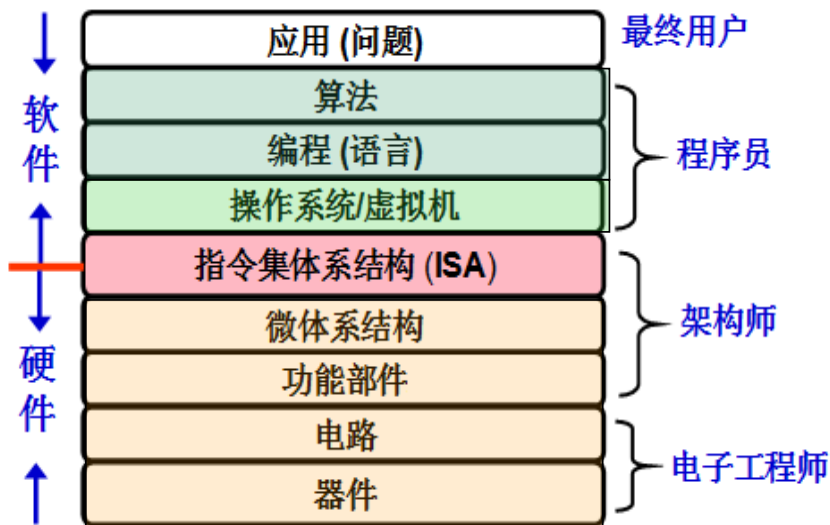 应用 (问题)
最终用户
算法
编程 (语言)
操作系统/虚拟机
程序员
软件
指令集体系结构 (ISA)
微体系结构
功能部件
架构师
硬件
电路
器件
电子工程师